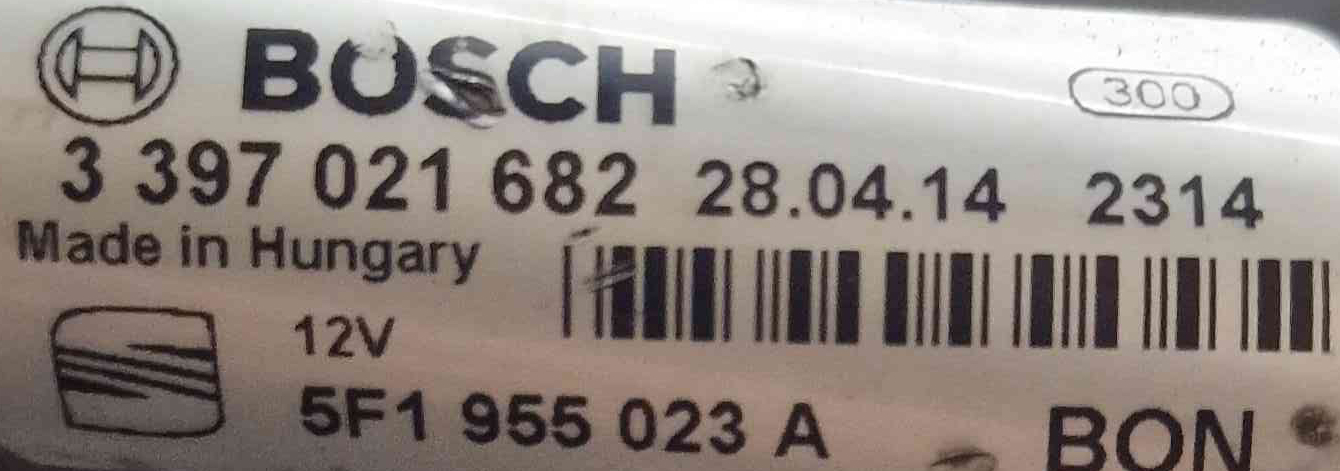 BOSCH 300
3 397 021 682 28.04.14 2314
Made in Hungary
12V
5F1 955 023 A BON